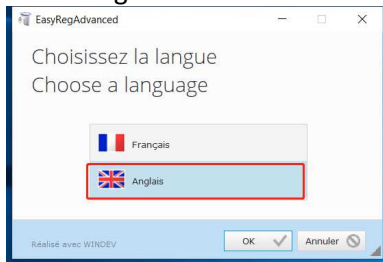 EasyRegAdvanced
Choisissez la langue
Choose a language
Français
Anglais
Réalisé avec WINDEV
OK
Annuler